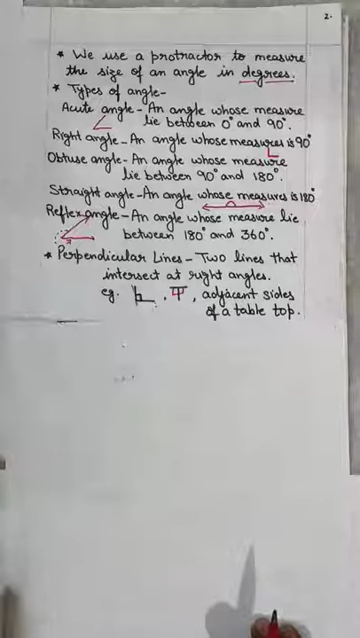 2.
* We use a protractor to measure
the size of an angle in degrees.
* Types of angle-
Acute angle - An angle whose measure
lie between 0° and 90°.
Right angle - An angle whose measures is 90°
Obtuse angle - An angle whose measure
lie between 90° and 180°.
Straight angle - An angle whose measures is 180°
Reflex angle - An angle whose measure lie
between 180° and 360°.
* Perpendicular Lines - Two lines that
intersect at right angles.
eg. , , adjacent sides
of a table top.